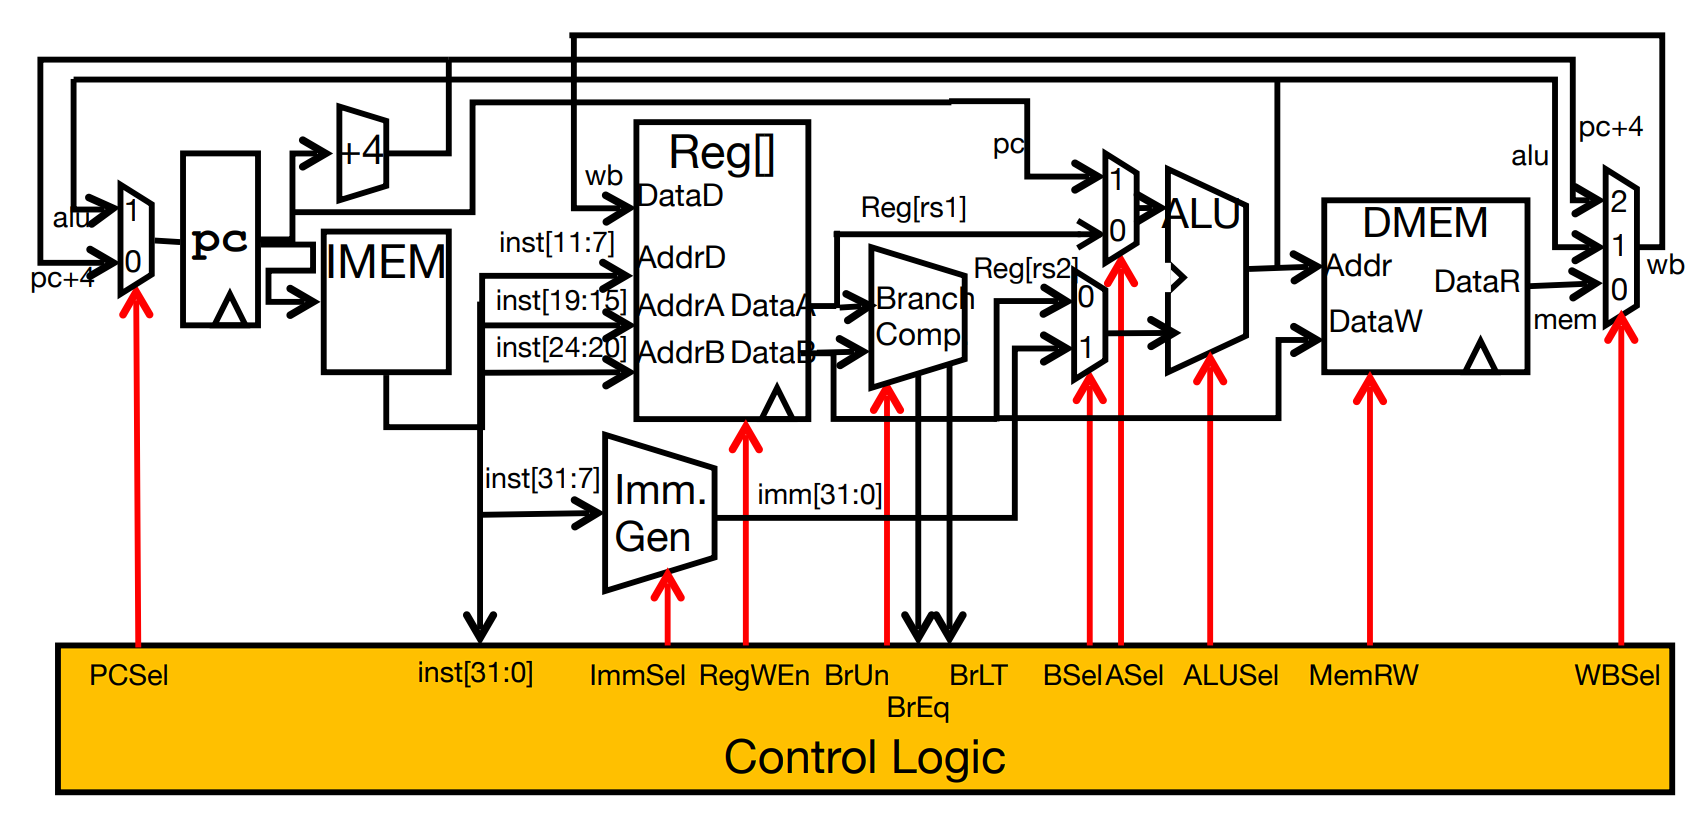 pc+4
alu
wb
pc
+4
Reg[]
wb
DataD
1
alu
0
pc+4
pc
IMEM
inst[11:7]
AddrD
inst[19:15]
AddrA DataA
inst[24:20]
AddrB DataB
Reg[rs1]
Branch
Comp
Reg[rs2]
1
0
0
1
ALU
DMEM
Addr
DataR
DataW
2
1
0
mem
inst[31:7]
Imm.
Gen
imm[31:0]
PCSel
inst[31:0]
ImmSel
RegWEn
BrUn
BrEq
BrLT
BSel
ASel
ALUSel
MemRW
WBSel
Control Logic